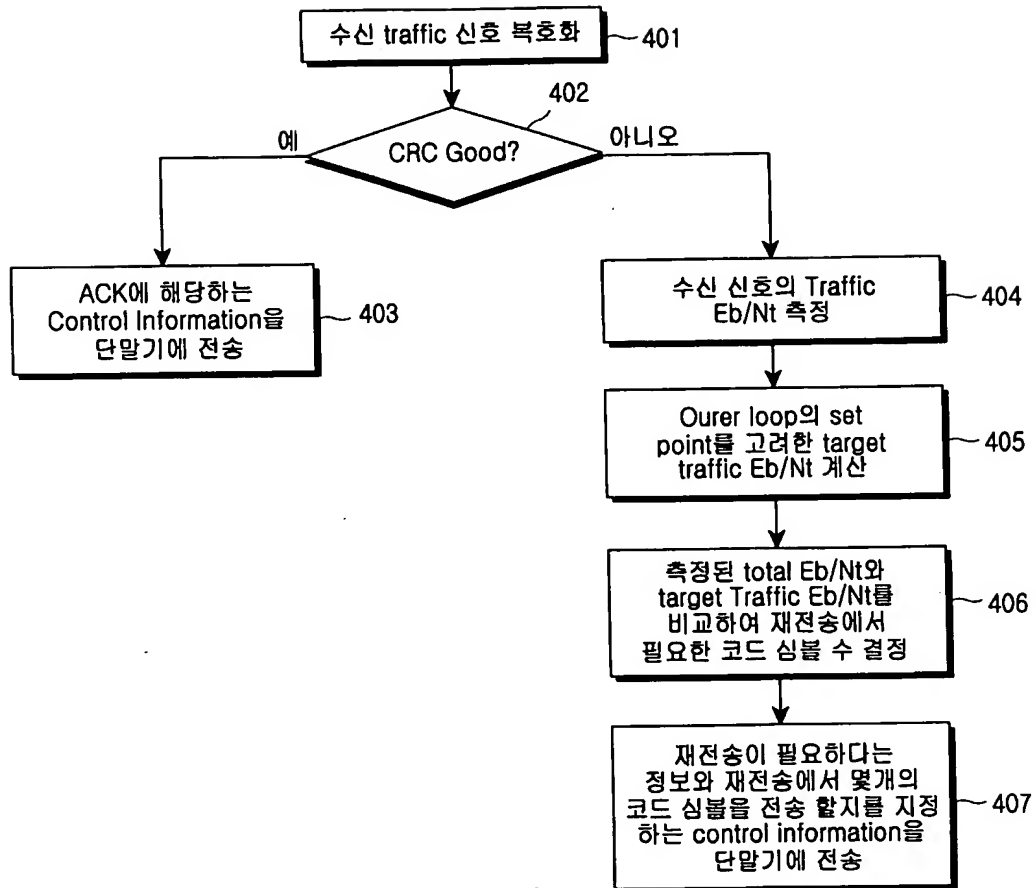 수신 traffic 신호 복호화
401
402
예
CRC Good?
아니오
ACK에 해당하는
Control Information을
단말기에 전송
403
수신 신호의 Traffic
Eb/Nt 측정
404
Ourer loop의 set
point를 고려한 target
traffic Eb/Nt 계산
405
측정된 total Eb/Nt와
target Traffic Eb/Nt를
비교하여 재전송에서
필요한 코드 심볼 수 결정
406
재전송이 필요하다는
정보와 재전송에서 몇개의
코드 심볼을 전송 할지를 지정
하는 control information을
단말기에 전송
407